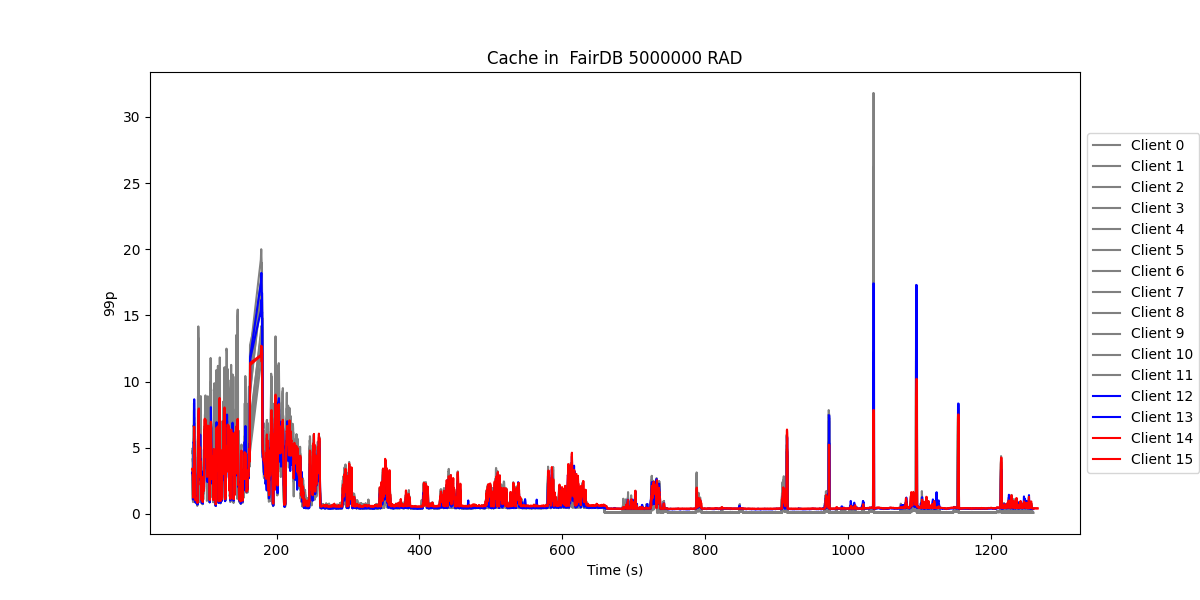 Cache in  FairDB 5000000 RAD
99p
30
25
20
15
10
5
0
200
400
600
800
1000
1200
Time (s)
Client 0
Client 1
Client 2
Client 3
Client 4
Client 5
Client 6
Client 7
Client 8
Client 9
Client 10
Client 11
Client 12
Client 13
Client 14
Client 15